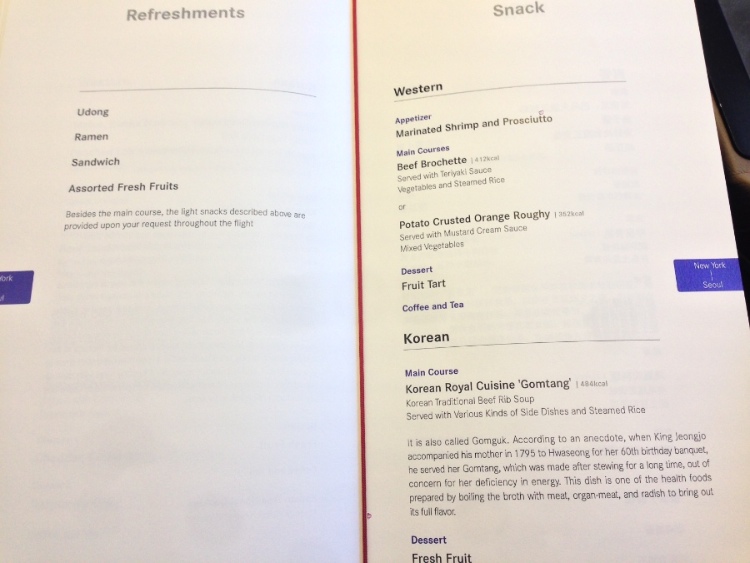 Refreshments
Udong
Ramen
Sandwich
Assorted Fresh Fruits
Besides the main course, the light snacks described above are
provided upon your request throughout the flight
Snack
Western
Appetizer
Marinated Shrimp and Prosciutto
Main Courses
Beef Brochette | 412kcal
Served with Teriyaki Sauce
Vegetables and Steamed Rice
or
Potato Crusted Orange Roughy | 362kcal
Served with Mustard Cream Sauce
Mixed Vegetables
Dessert
Fruit Tart
Coffee and Tea
New York
Seoul
Korean
Main Course
Korean Royal Cuisine 'Gomtang' | 484kcal
Korean Traditional Beef Rib Soup
Served with Various Kinds of Side Dishes and Steamed Rice
It is also called Gomguk. According to an anecdote, when King Jeongjo
accompanied his mother in 1795 to Hwaseong for her 60th birthday banquet,
he served her Gomtang, which was made after stewing for a long time, out of
concern for her deficiency in energy. This dish is one of the health foods
prepared by boiling the broth with meat, organ-meat, and radish to bring out
its full flavor.
Dessert
Fresh Fruit